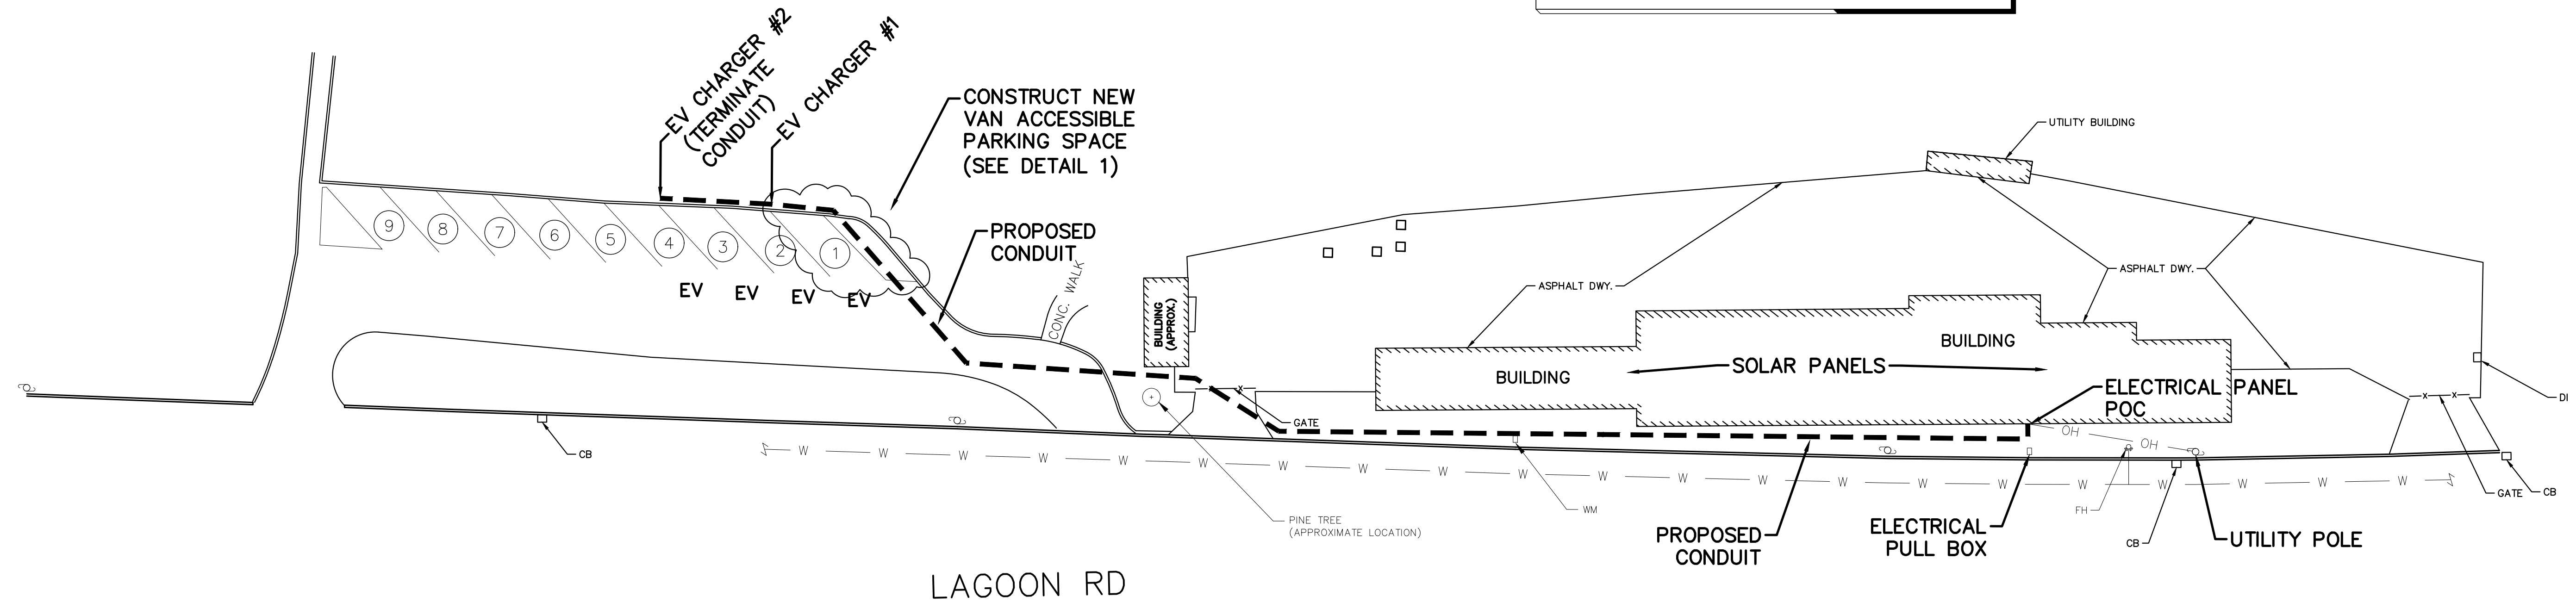 EV CHARGER #2
(TERMINATE
CONDUIT)
EV CHARGER #1
CONSTRUCT NEW
VAN ACCESSIBLE
PARKING SPACE
(SEE DETAIL 1)
UTILITY BUILDING
9
8
7
6
5
4
3
2
1
PROPOSED
CONDUIT
EV
EV
EV
EV
CONC. WALK
BUILDING
(APPROX.)
ASPHALT DWY.
ASPHALT DWY.
BUILDING
SOLAR PANELS
BUILDING
ELECTRICAL PANEL
POC
DI
GATE
OH
OH
CB
x
x
x
x
W W W W W W W W W W W W W W W W W W W W W
GATE
CB
WM
FH
PINE TREE
(APPROXIMATE LOCATION)
PROPOSED
CONDUIT
ELECTRICAL
PULL BOX
CB
UTILITY POLE
LAGOON RD